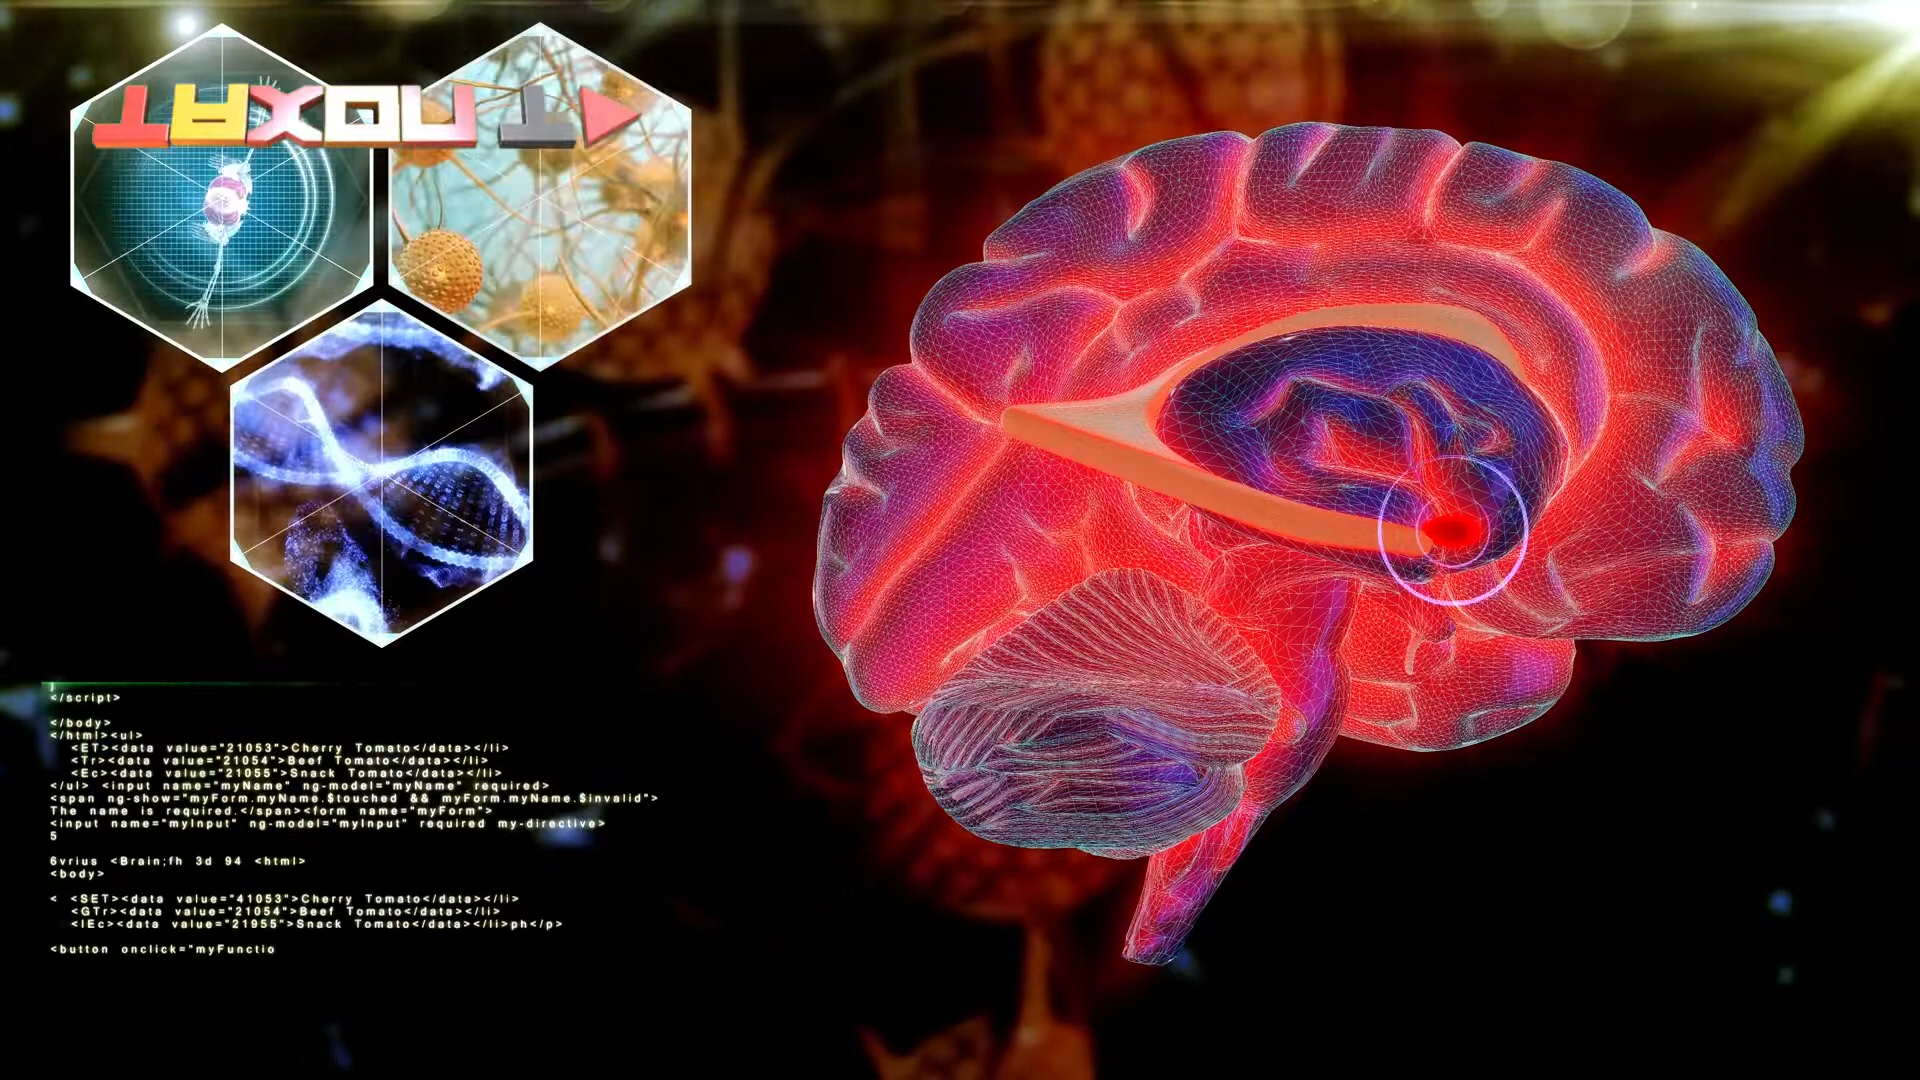 }
</script>
</body>
</html><ul>
<ET><data value="21053">Cherry Tomato</data></li>
<Tr><data value="21054">Beef Tomato</data></li>
<Ec><data value="21055">Snack Tomato</data></li>
</ul> <input name="myName" ng-model="myName" required>
<span ng-show="myForm.myName.$touched && myForm.myName.$invalid">
The name is required.</span><form name="myForm">
<input name="myInput" ng-model="myInput" required my-directive>
5
6vrius <Brain;fh 3d 94 <html>
<body>
< <SET><data value="41053">Cherry Tomato</data></li>
<GTr><data value="21054">Beef Tomato</data></li>
<IEc><data value="21955">Snack Tomato</data></li>ph</p>
<button onclick="myFunctio